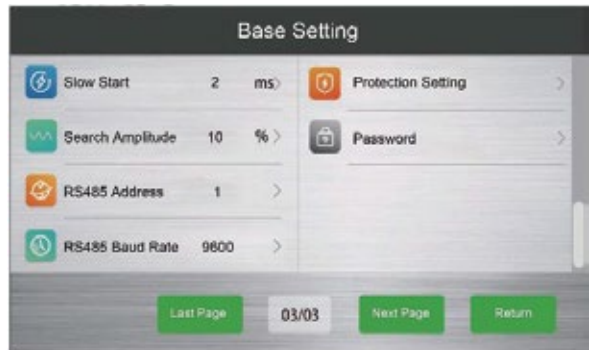 Base Setting
Slow Start 2 ms
Search Amplitude 10 %
RS485 Address 1
RS485 Baud Rate 9600
Protection Setting
Password
Last Page 03/03 Next Page Return